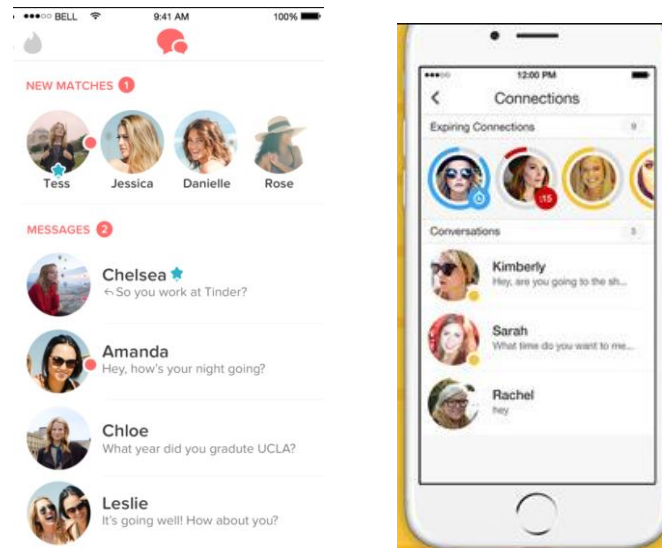 BELL 9:41 AM 100%
NEW MATCHES 1
Tess Jessica Danielle Rose
MESSAGES 2
Chelsea
So you work at Tinder?
Amanda
Hey, how's your night going?
Chloe
What year did you gradute UCLA?
Leslie
It's going well! How about you?
12:00 PM
Connections
Expiring Connections 9
:15
Conversations 3
Kimberly
Hey, are you going to the sh...
Sarah
What time do you want to me...
Rachel
hey